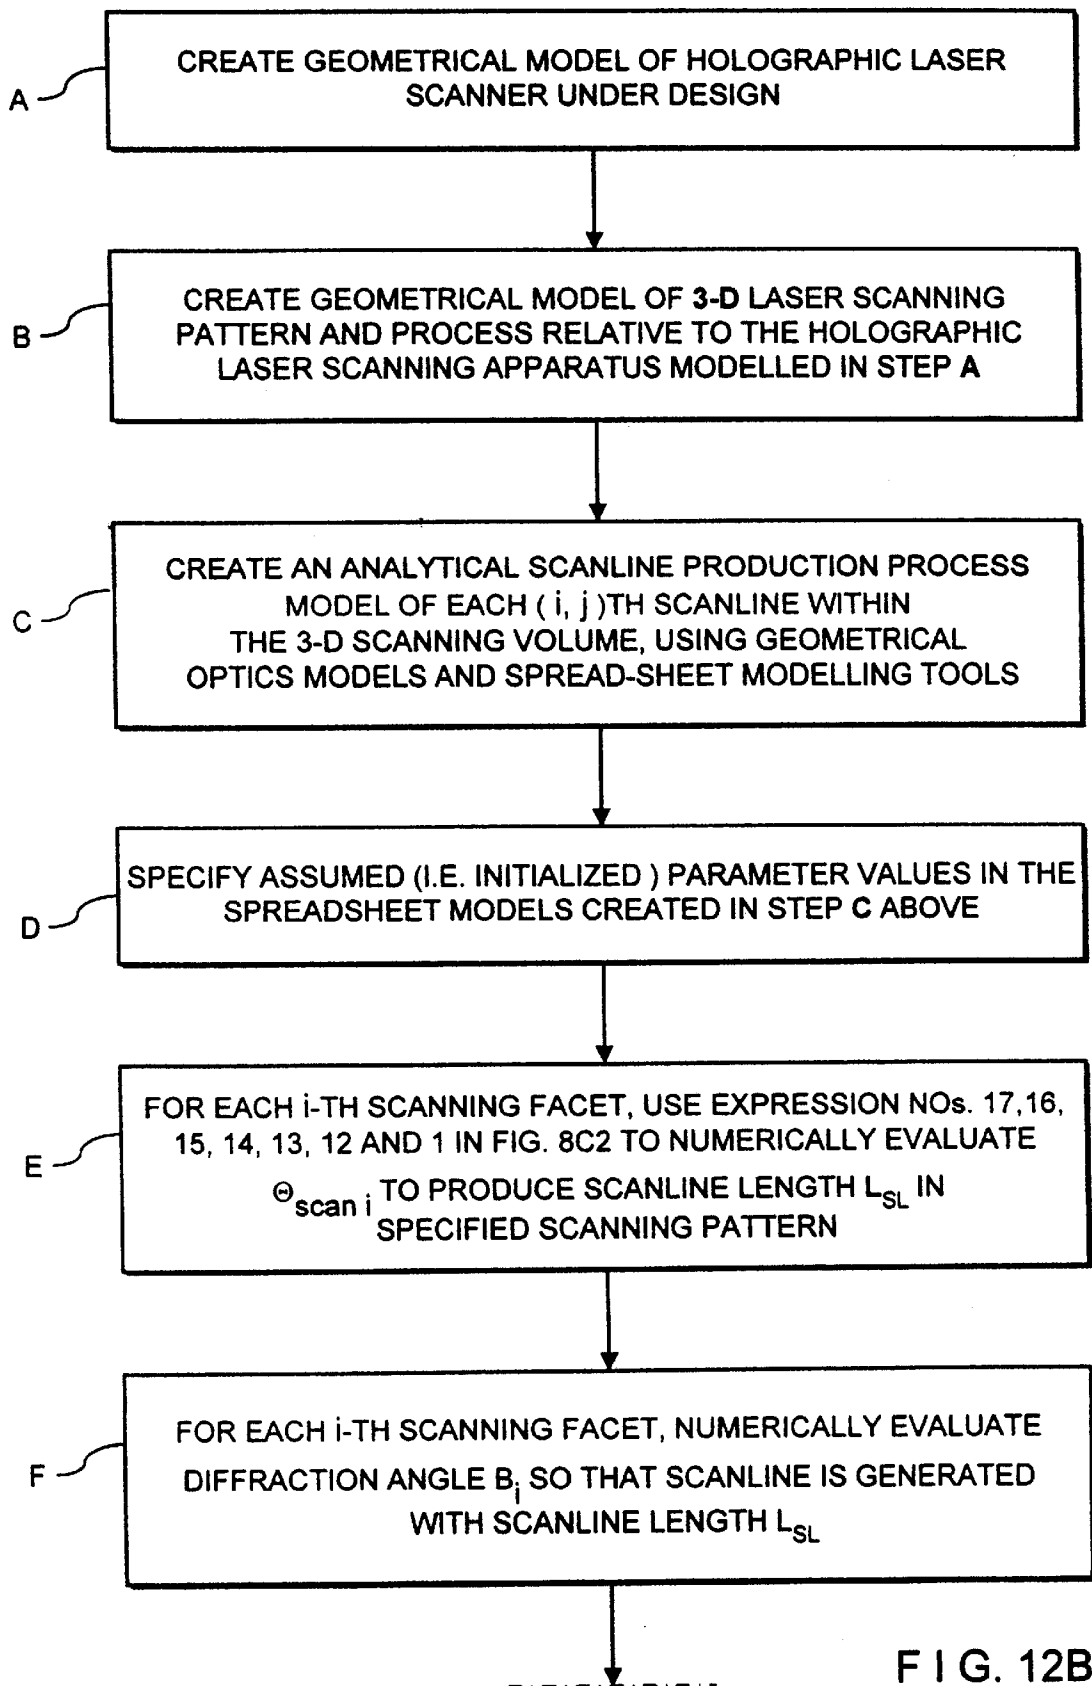 A
CREATE GEOMETRICAL MODEL OF HOLOGRAPHIC LASER
SCANNER UNDER DESIGN
B
CREATE GEOMETRICAL MODEL OF 3-D LASER SCANNING
PATTERN AND PROCESS RELATIVE TO THE HOLOGRAPHIC
LASER SCANNING APPARATUS MODELLED IN STEP A
C
CREATE AN ANALYTICAL SCANLINE PRODUCTION PROCESS
MODEL OF EACH ( i, j )TH SCANLINE WITHIN
THE 3-D SCANNING VOLUME, USING GEOMETRICAL
OPTICS MODELS AND SPREAD-SHEET MODELLING TOOLS
D
SPECIFY ASSUMED (I.E. INITIALIZED ) PARAMETER VALUES IN THE
SPREADSHEET MODELS CREATED IN STEP C ABOVE
E
FOR EACH i-TH SCANNING FACET, USE EXPRESSION NOs. 17,16,
15, 14, 13, 12 AND 1 IN FIG. 8C2 TO NUMERICALLY EVALUATE
Θscan i TO PRODUCE SCANLINE LENGTH LSL IN
SPECIFIED SCANNING PATTERN
F
FOR EACH i-TH SCANNING FACET, NUMERICALLY EVALUATE
DIFFRACTION ANGLE Bi SO THAT SCANLINE IS GENERATED
WITH SCANLINE LENGTH LSL
F I G. 12B